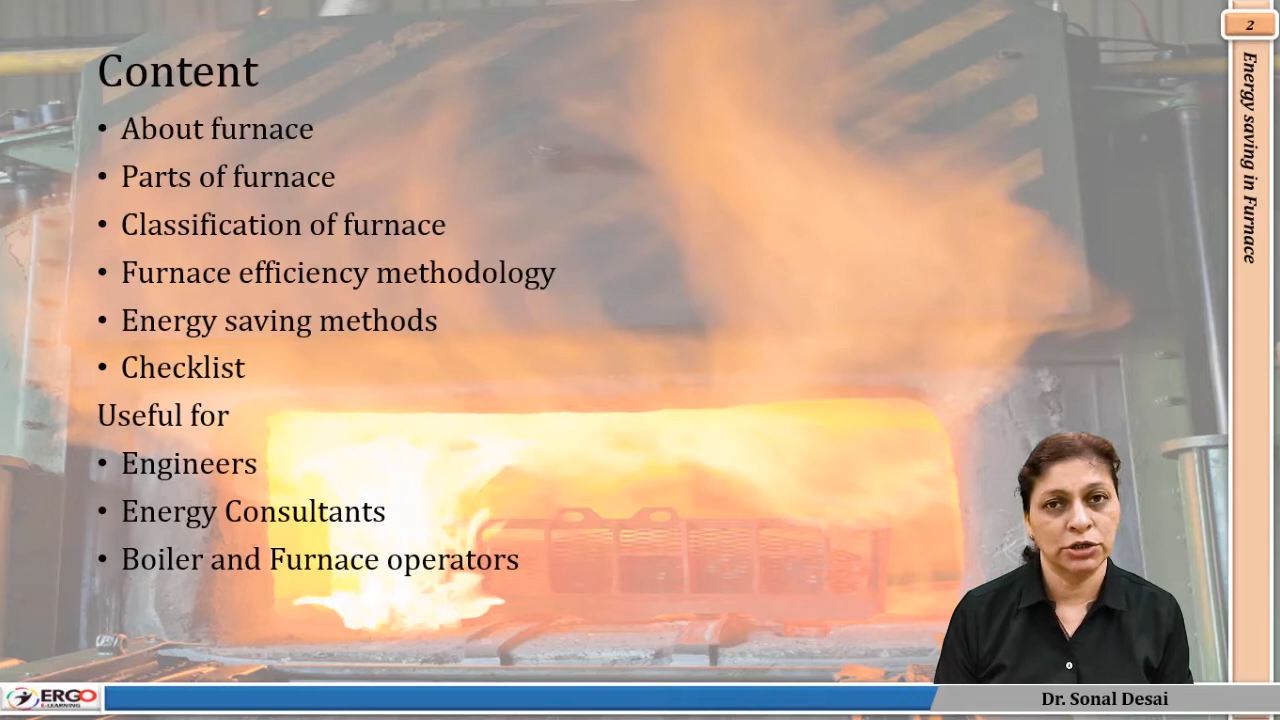 2
Energy saving in Furnace
Content
• About furnace
• Parts of furnace
• Classification of furnace
• Furnace efficiency methodology
• Energy saving methods
• Checklist
Useful for
• Engineers
• Energy Consultants
• Boiler and Furnace operators
ERGO
E-LEARNING
Dr. Sonal Desai